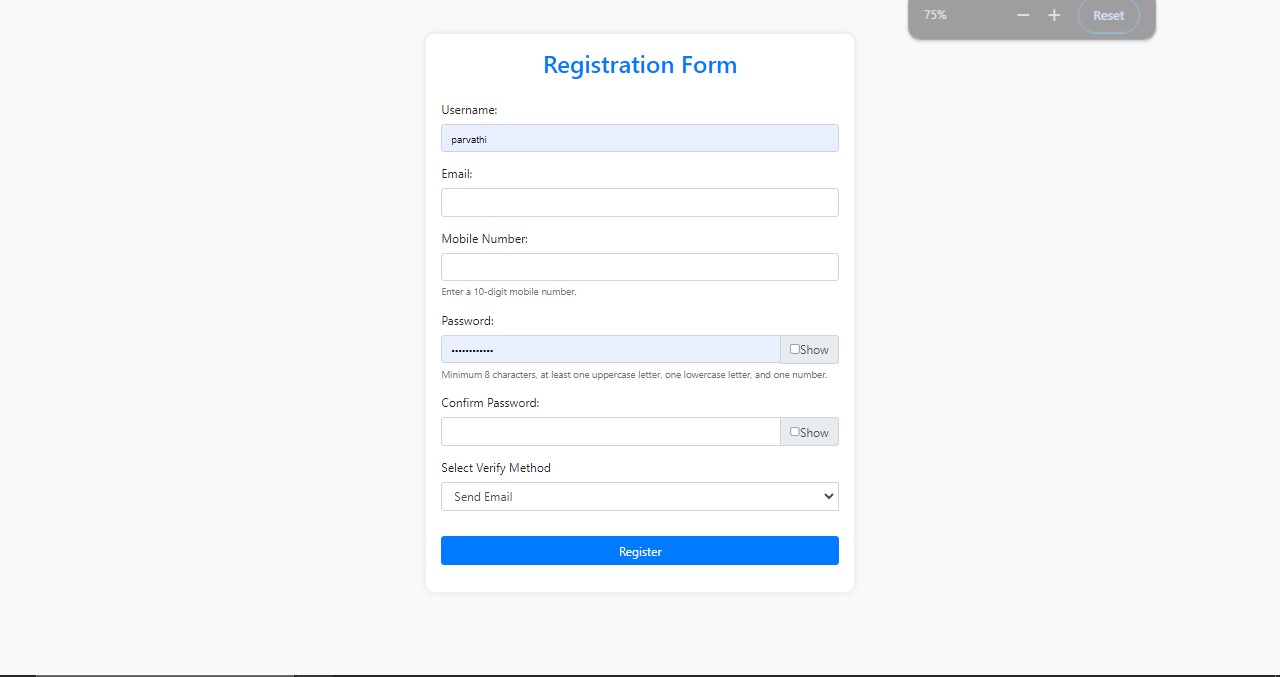 75%
Reset
Registration Form
Username:
parvathi
Email:
Mobile Number:
Enter a 10-digit mobile number.
Password:
••••••••••••
Show
Minimum 8 characters, at least one uppercase letter, one lowercase letter, and one number.
Confirm Password:
Show
Select Verify Method
Send Email
Register